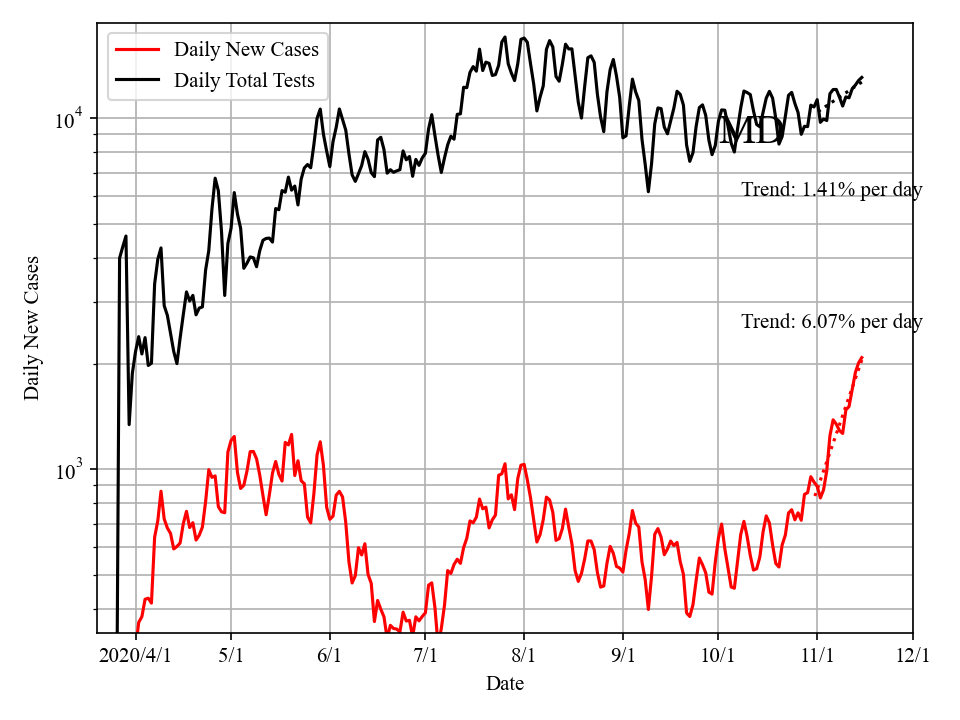 Daily New Cases
Daily Total Tests
10^4
MD
Trend: 1.41% per day
Trend: 6.07% per day
10^3
Daily New Cases
2020/4/1 5/1 6/1 7/1 8/1 9/1 10/1 11/1 12/1
Date